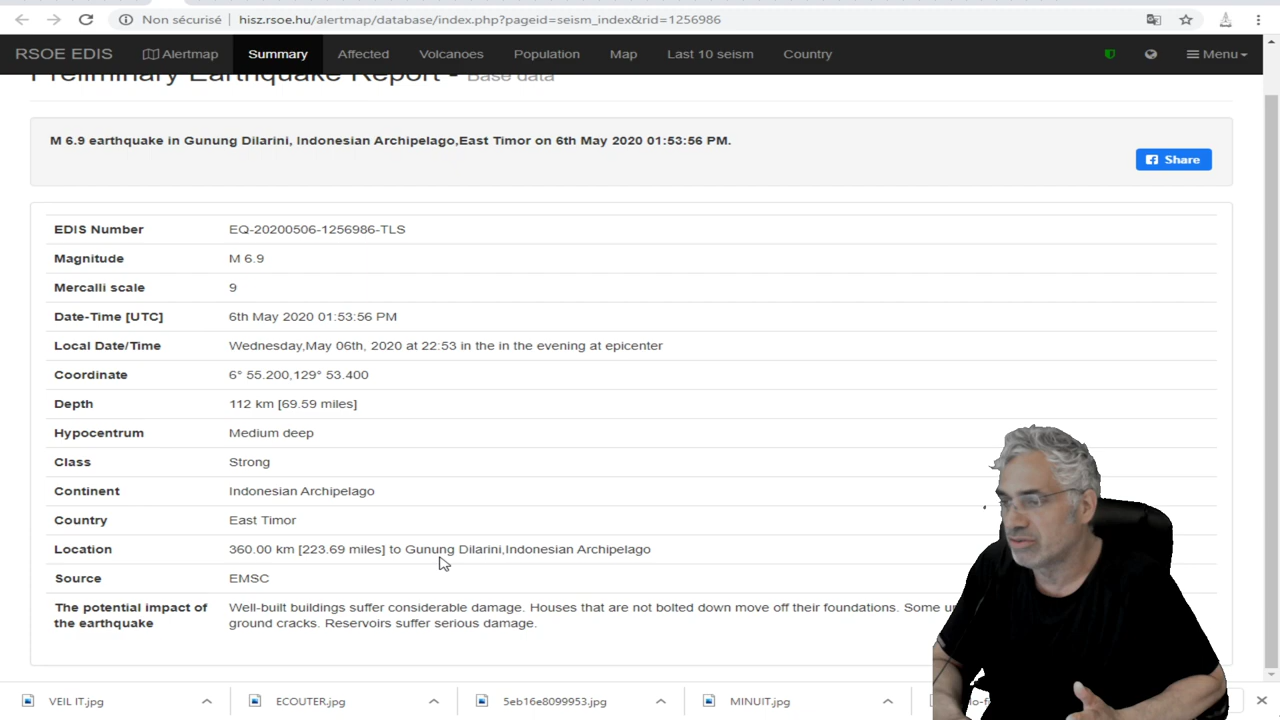 Non sécurisé | hisz.rsoe.hu/alertmap/database/index.php?pageid=seism_index&rid=1256986
RSOE EDIS Alertmap Summary Affected Volcanoes Population Map Last 10 seism Country Menu
Preliminary Earthquake Report - Base data
M 6.9 earthquake in Gunung Dilarini, Indonesian Archipelago,East Timor on 6th May 2020 01:53:56 PM.
Share
EDIS Number EQ-20200506-1256986-TLS
Magnitude M 6.9
Mercalli scale 9
Date-Time [UTC] 6th May 2020 01:53:56 PM
Local Date/Time Wednesday,May 06th, 2020 at 22:53 in the in the evening at epicenter
Coordinate 6° 55.200,129° 53.400
Depth 112 km [69.59 miles]
Hypocentrum Medium deep
Class Strong
Continent Indonesian Archipelago
Country East Timor
Location 360.00 km [223.69 miles] to Gunung Dilarini,Indonesian Archipelago
Source EMSC
The potential impact of the earthquake Well-built buildings suffer considerable damage. Houses that are not bolted down move off their foundations. Some
ground cracks. Reservoirs suffer serious damage.
VEIL IT.jpg ECOUTER.jpg 5eb16e8099953.jpg MINUIT.jpg